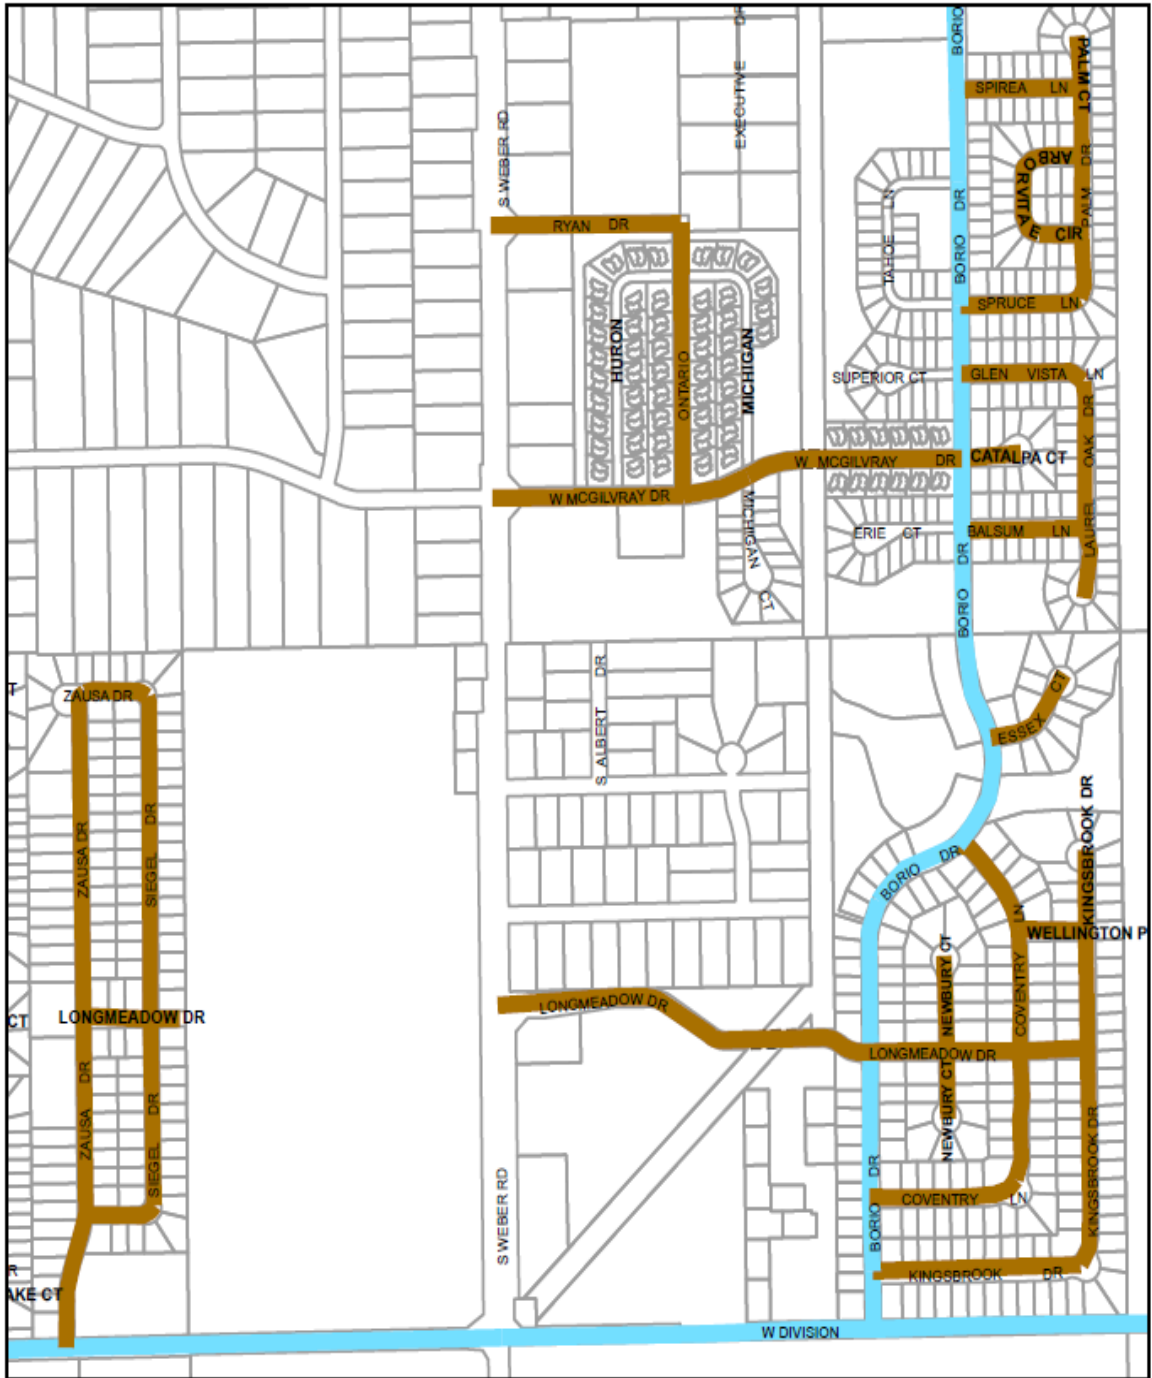 BORIO
PALM CT
SPIREA LN
EXECUTIVE DR
S WEBER RD
ARBORVITAE CIR
PALM DR
BORIO DR
TAHOE LN
RYAN DR
SPRUCE LN
HURON
MICHIGAN
ONTARIO
SUPERIOR CT
GLEN VISTA LN
LAUREL OAK DR
W MCGILVRAY DR
CATALPA CT
W MCGILVRAY DR
MICHIGAN CT
ERIE CT
BALSUM LN
BORIO DR
T
ZAUSA DR
S ALBERT DR
ESSEX CT
ZAUSA DR
SIEGEL DR
BORIO DR
KINGSBROOK DR
WELLINGTON P
NEWBURY CT
COVENTRY LN
CT
LONGMEADOW DR
LONGMEADOW DR
LONGMEADOW DR
NEWBURY CT
ZAUSA DR
SIEGEL DR
S WEBER RD
BORIO DR
COVENTRY LN
KINGSBROOK DR
KINGSBROOK DR
R
AKE CT
W DIVISION